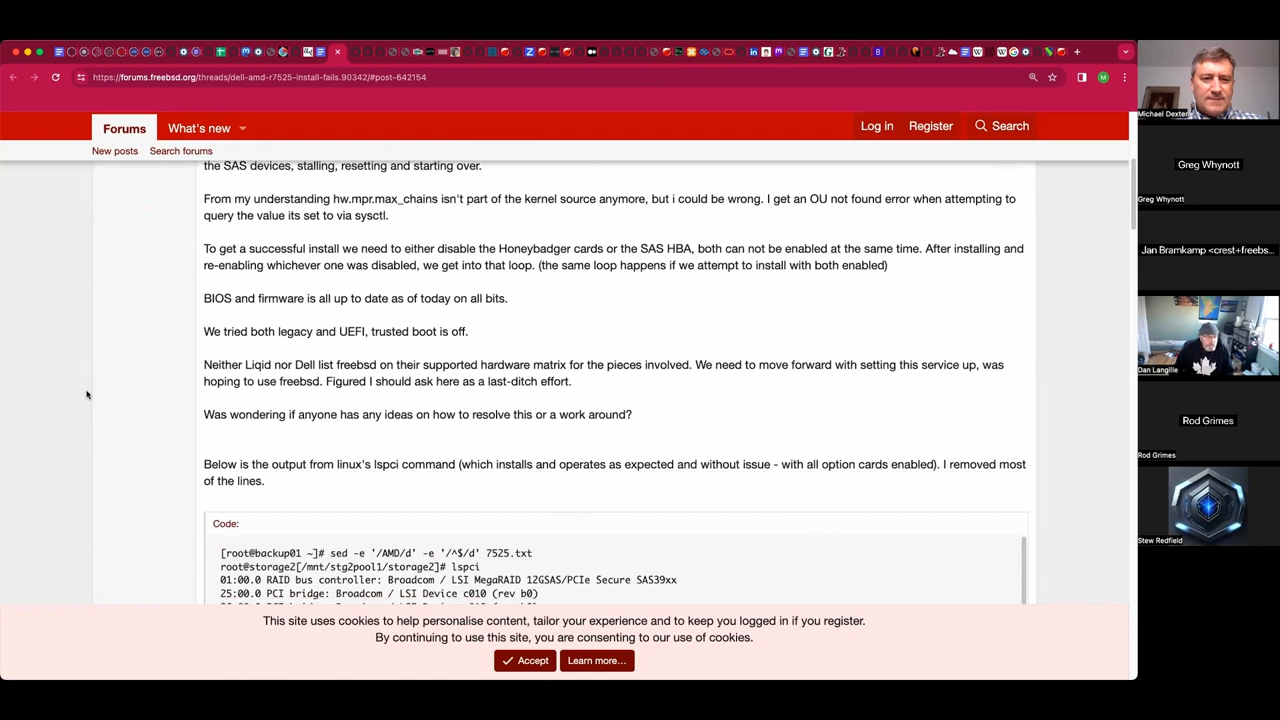 https://forums.freebsd.org/threads/dell-amd-r7525-install-fails.90342/#post-642154
Forums
What's new
Log in
Register
Search
New posts
Search forums
the SAS devices, stalling, resetting and starting over.
From my understanding hw.mpr.max_chains isn't part of the kernel source anymore, but i could be wrong. I get an OU not found error when attempting to
query the value its set to via sysctl.
To get a successful install we need to either disable the Honeybadger cards or the SAS HBA, both can not be enabled at the same time. After installing and
re-enabling whichever one was disabled, we get into that loop. (the same loop happens if we attempt to install with both enabled)
BIOS and firmware is all up to date as of today on all bits.
We tried both legacy and UEFI, trusted boot is off.
Neither Liqid nor Dell list freebsd on their supported hardware matrix for the pieces involved. We need to move forward with setting this service up, was
hoping to use freebsd. Figured I should ask here as a last-ditch effort.
Was wondering if anyone has any ideas on how to resolve this or a work around?
Below is the output from linux's lspci command (which installs and operates as expected and without issue - with all option cards enabled). I removed most
of the lines.
Code:
[root@backup01 ~]# sed -e '/AMD/d' -e '/^$/d' 7525.txt
root@storage2[/mnt/stg2pool1/storage2]# lspci
01:00.0 RAID bus controller: Broadcom / LSI MegaRAID 12GSAS/PCIe Secure SAS39xx
25:00.0 PCI bridge: Broadcom / LSI Device c010 (rev b0)
This site uses cookies to help personalise content, tailor your experience and to keep you logged in if you register.
By continuing to use this site, you are consenting to our use of cookies.
Accept
Learn more…
Michael Dexter
Greg Whynott
Greg Whynott
Jan Bramkamp <crest+freebs...
Dan Langille
Rod Grimes
Rod Grimes
Stew Redfield